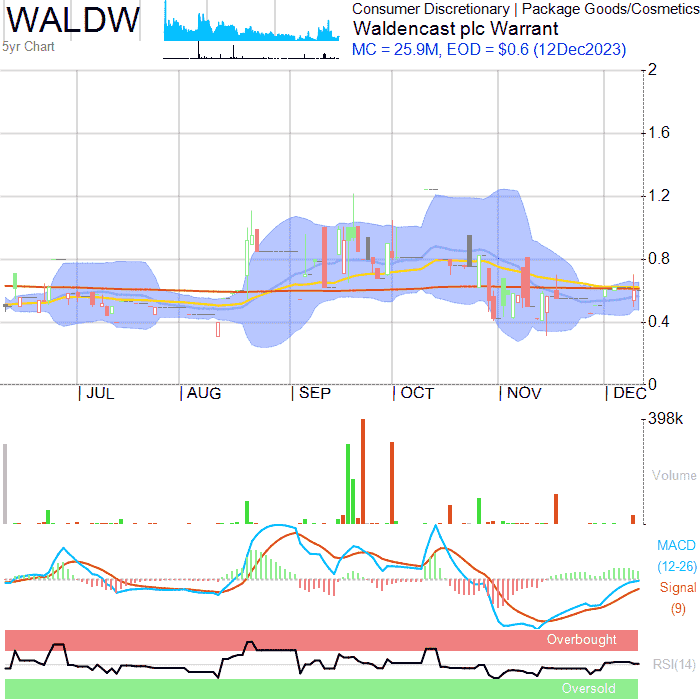 WALDW
5yr Chart
Consumer Discretionary | Package Goods/Cosmetics
Waldencast plc Warrant
MC = 25.9M, EOD = $0.6 (12Dec2023)
2
1.6
1.2
0.8
0.4
0
| JUL | AUG | SEP | OCT | NOV | DEC
398k
Volume
MACD
(12-26)
Signal
(9)
Overbought
RSI(14)
Oversold